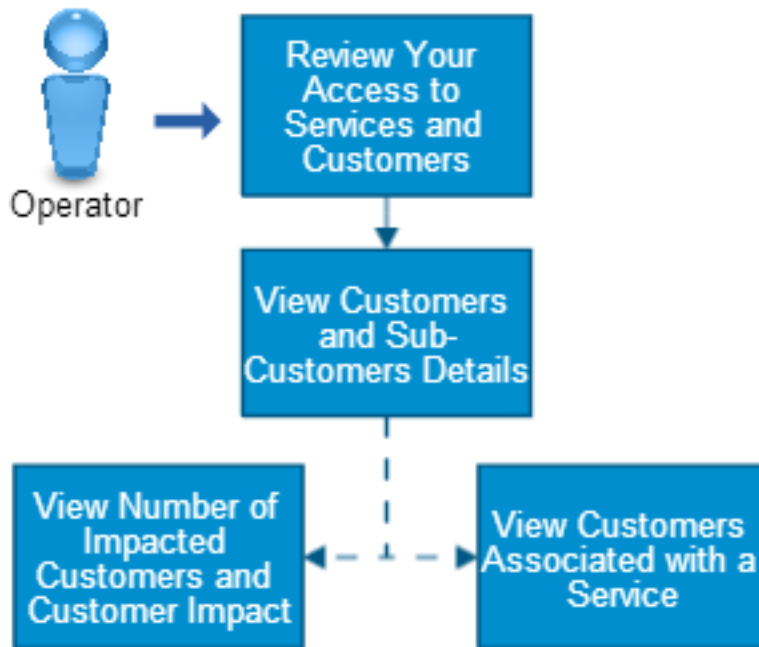 Review Your
Access to
Services and
Customers
Operator
View Customers
and Sub-
Customers Details
View Number of
Impacted
Customers and
Customer Impact
View Customers
Associated with a
Service